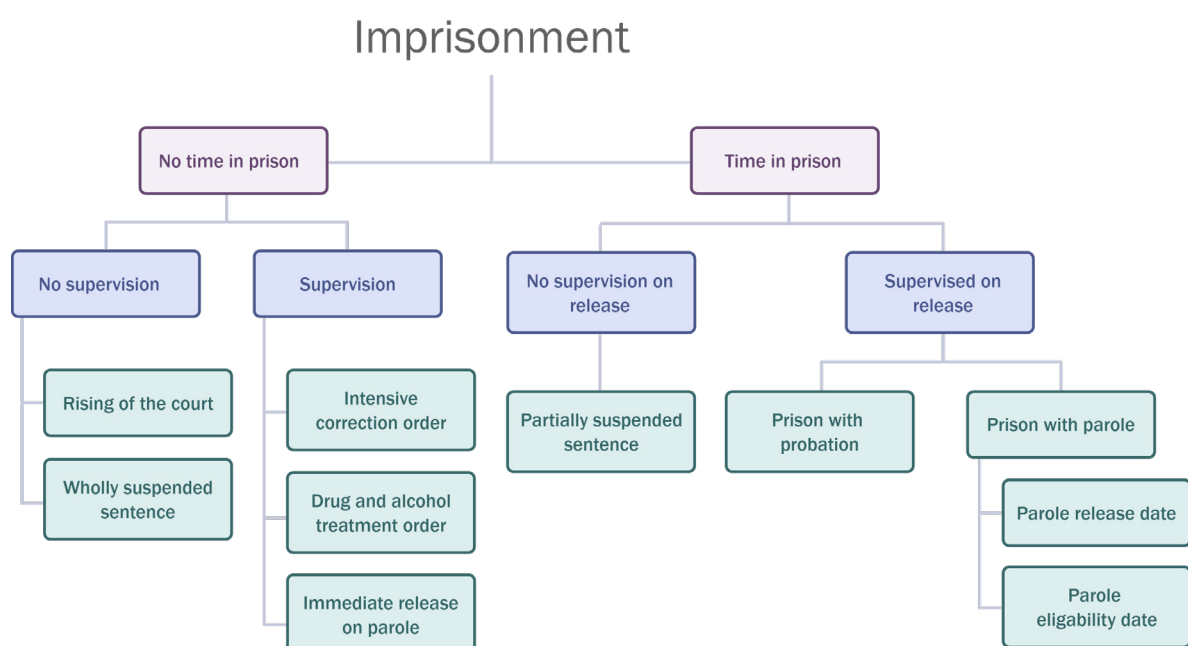 Imprisonment
No time in prison
Time in prison
No supervision
Supervision
No supervision on
release
Supervised on
release
Rising of the court
Wholly suspended
sentence
Intensive
correction order
Drug and alcohol
treatment order
Immediate release
on parole
Partially suspended
sentence
Prison with
probation
Prison with parole
Parole release date
Parole
eligability date